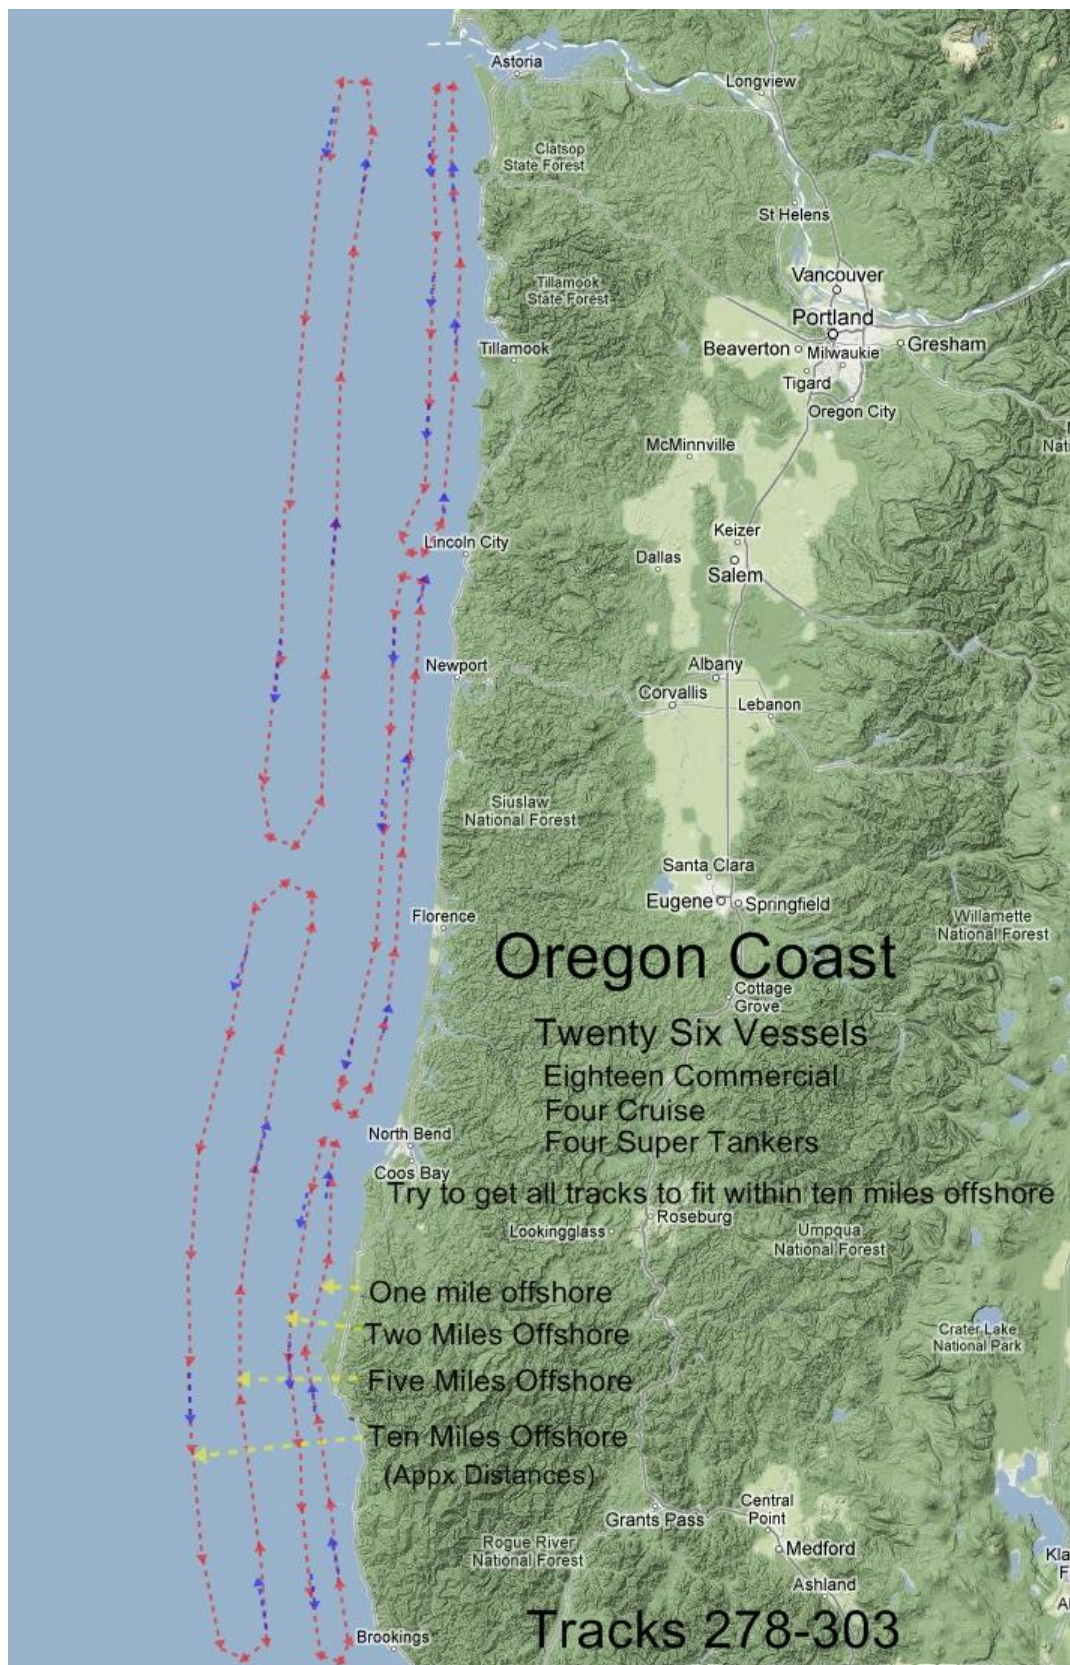 Astoria
Longview
Clatsop
State Forest
St Helens
Vancouver
Tillamook
State Forest
Portland
Tillamook
Beaverton
Milwaukie
Gresham
Tigard
Oregon City
McMinnville
Keizer
Lincoln City
Dallas
Salem
Newport
Albany
Corvallis
Lebanon
Siuslaw
National Forest
Santa Clara
Eugene
Springfield
Florence
Willamette
National Forest
Oregon Coast
Cottage
Grove
Twenty Six Vessels
Eighteen Commercial
Four Cruise
Four Super Tankers
North Bend
Coos Bay
Try to get all tracks to fit within ten miles offshore
Roseburg
Lookingglass
Umpqua
National Forest
One mile offshore
Two Miles Offshore
Crater Lake
National Park
Five Miles Offshore
Ten Miles Offshore
(Appx Distances)
Grants Pass
Central
Point
Rogue River
National Forest
Medford
Ashland
Brookings
Tracks 278-303